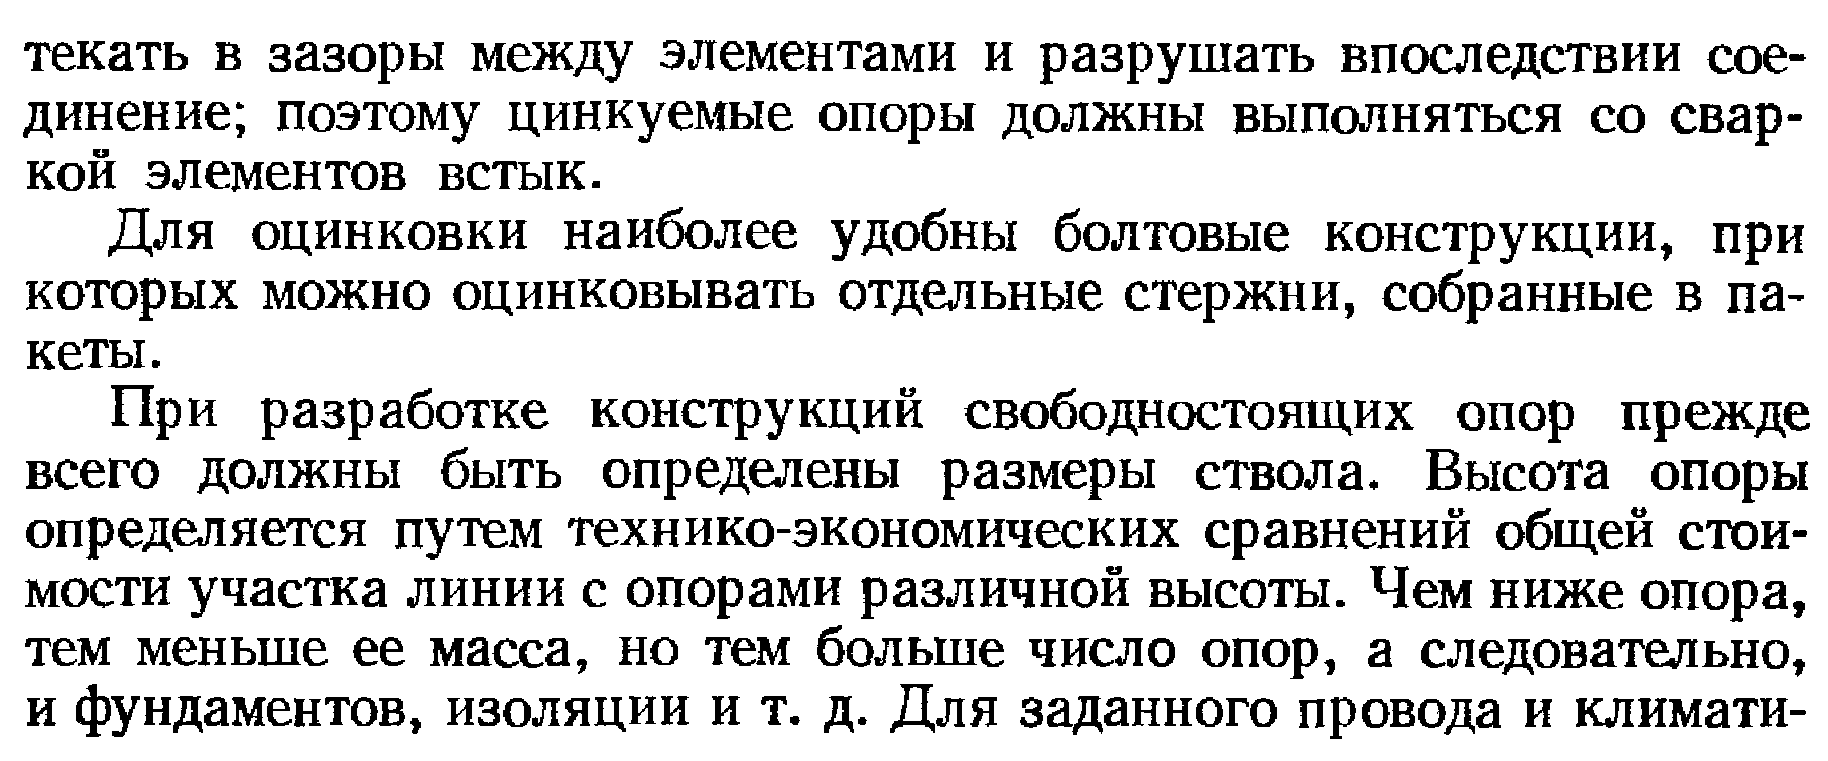 текать в зазоры между элементами и разрушать впоследствии сое-
динение; поэтому цинкуемые опоры должны выполняться со свар-
кой элементов встык.
Для оцинковки наиболее удобны болтовые конструкции, при
которых можно оцинковывать отдельные стержни, собранные в па-
кеты.
При разработке конструкций свободностоящих опор прежде
всего должны быть определены размеры ствола. Высота опоры
определяется путем технико-экономических сравнений общей стои-
мости участка линии с опорами различной высоты. Чем ниже опора,
тем меньше ее масса, но тем больше число опор, а следовательно,
и фундаментов, изоляции и т. д. Для заданного провода и климати-